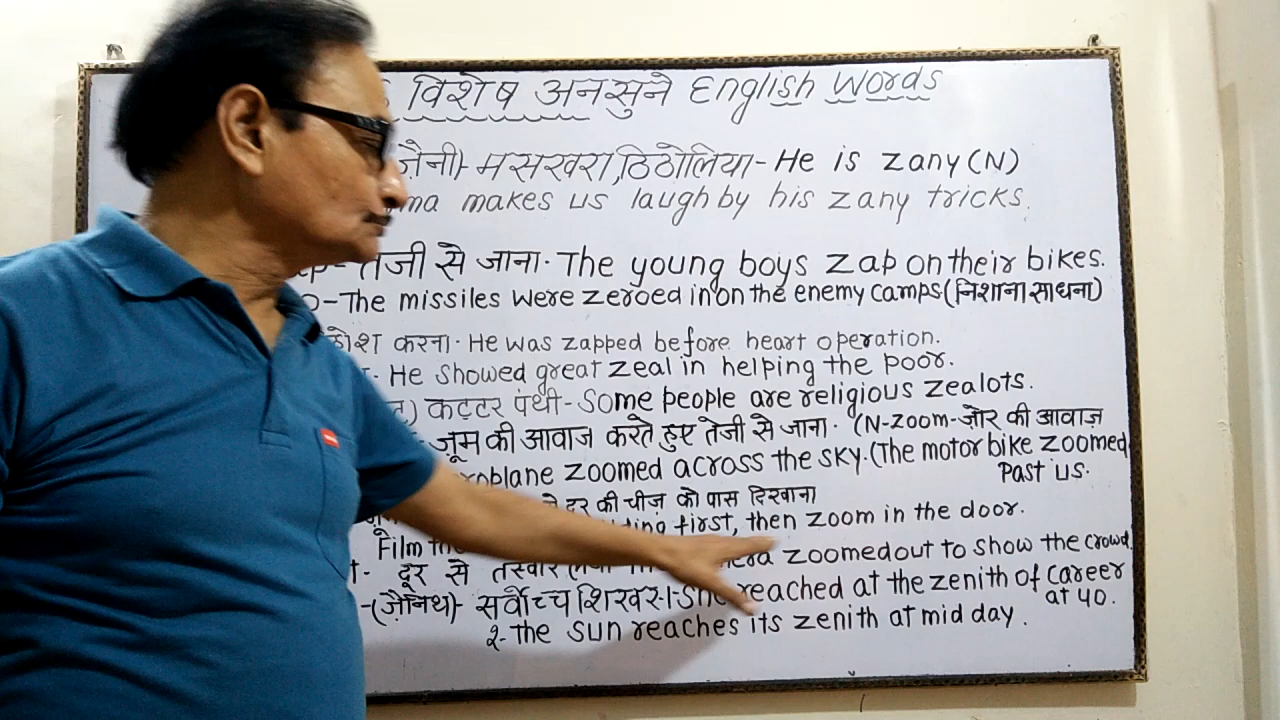 विशेष अनसुने English Words
ज़ैनी)- मसखरा,ठिठोलिया- He is zany(N)
ma makes us laugh by his zany tricks.
- तेजी से जाना. The young boys zap on their bikes.
-The missiles were zeroed in on the enemy camps(निशाना साधना)
करना. He was zapped before heart operation.
He showed great zeal in helping the poor.
कट्टर पंथी- Some people are religious zealots.
ज़ूम की आवाज करते हुए तेजी से जाना. (N-zoom-ज़ोर की आवाज़
zoomed across the sky.(The motor bike zoomed
Past us.
दूर की चीज़ को पास दिखाना
Film first, then zoom in the door.
दूर से zoomed out to show the crowd.
-(ज़ैनिथ)- सर्वोच्च शिखर.1-She reached at the zenith of career
at 40.
2-The sun reaches its zenith at mid day.